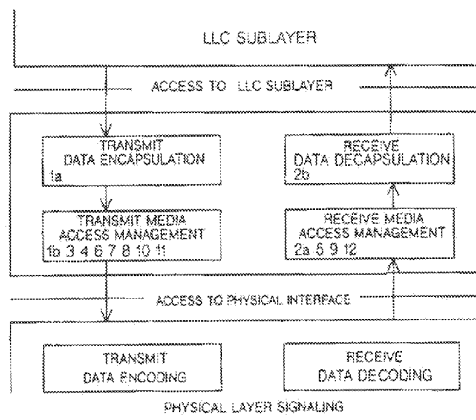 LLC SUBLAYER
ACCESS TO LLC SUBLAYER
TRANSMIT
DATA ENCAPSULATION
1a
RECEIVE
DATA DECAPSULATION
2b
TRANSMIT MEDIA
ACCESS MANAGEMENT
1b 3 4 6 7 8 10 11
RECEIVE MEDIA
ACCESS MANAGEMENT
2a 5 9 12
ACCESS TO PHYSICAL INTERFACE
TRANSMIT
DATA ENCODING
RECEIVE
DATA DECODING
PHYSICAL LAYER SIGNALING